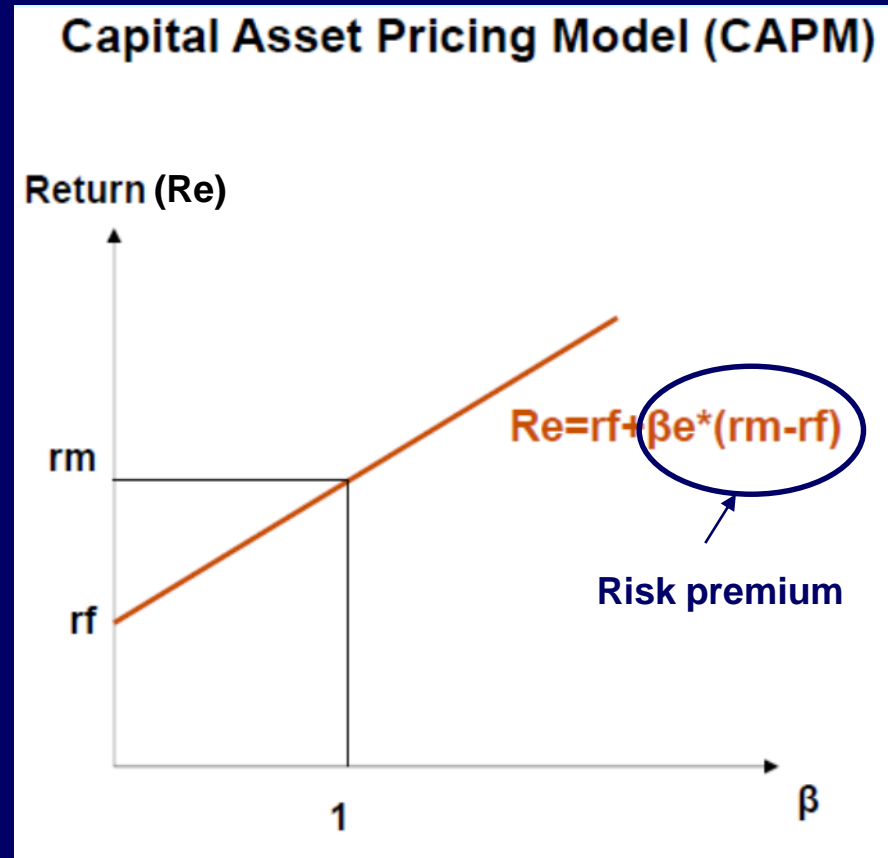 Capital Asset Pricing Model (CAPM)
Return (Re)
Re=rf+βe*(rm-rf)
rm
Risk premium
rf
1
β